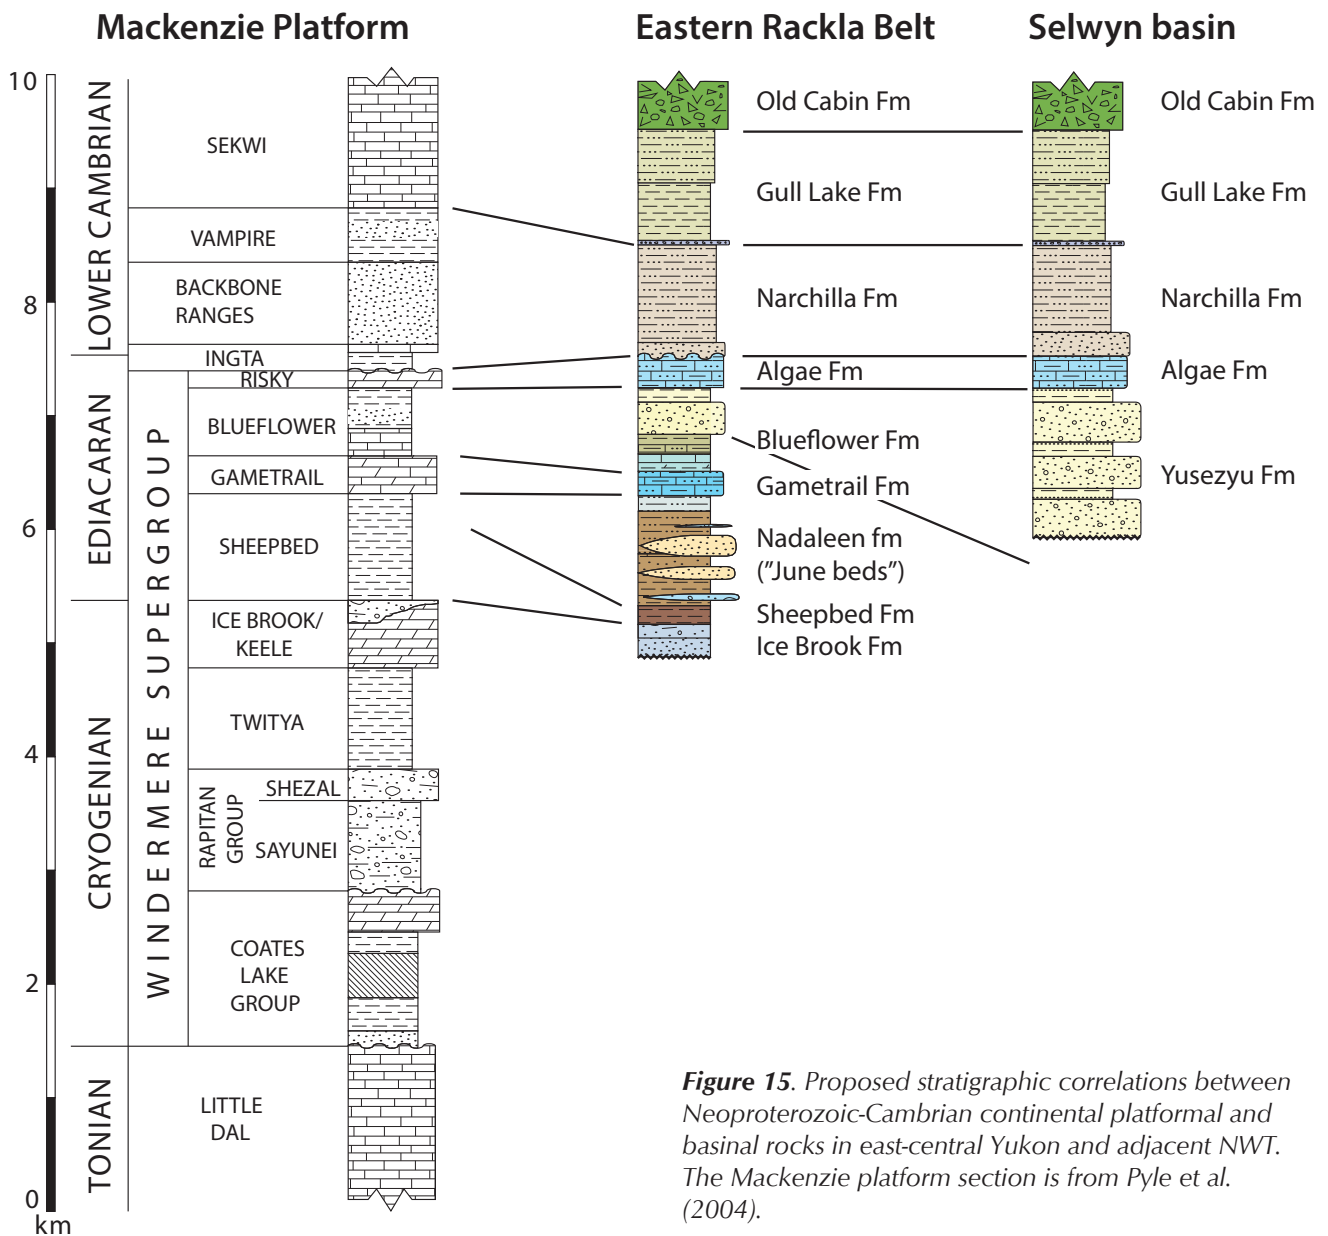 Mackenzie Platform
Eastern Rackla Belt
Selwyn basin
10
8
6
4
2
0
km
LOWER CAMBRIAN
EDIACARAN
CRYOGENIAN
TONIAN
WINDERMERE SUPERGROUP
SEKWI
VAMPIRE
BACKBONE
RANGES
INGTA
RISKY
BLUEFLOWER
GAMETRAIL
SHEEPBED
ICE BROOK/
KEELE
TWITYA
RAPITAN
GROUP
SHEZAL
SAYUNEI
COATES
LAKE
GROUP
LITTLE
DAL
Old Cabin Fm
Gull Lake Fm
Narchilla Fm
Algae Fm
Blueflower Fm
Gametrail Fm
Nadaleen fm
("June beds")
Sheepbed Fm
Ice Brook Fm
Old Cabin Fm
Gull Lake Fm
Narchilla Fm
Algae Fm
Yusezyu Fm
Figure 15. Proposed stratigraphic correlations between
Neoproterozoic-Cambrian continental platformal and
basinal rocks in east-central Yukon and adjacent NWT.
The Mackenzie platform section is from Pyle et al.
(2004).